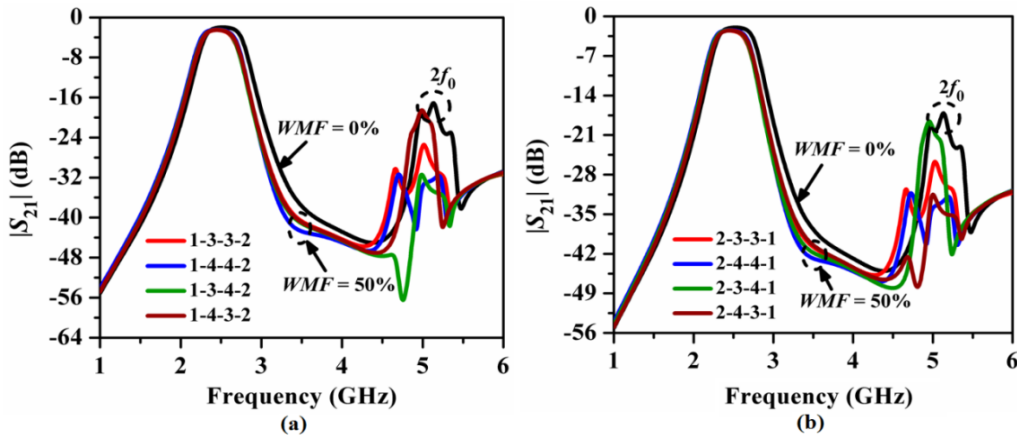 0
-8
-16
-24
-32
-40
-48
-56
-64
|S21| (dB)
2f0
WMF = 0%
WMF = 50%
1-3-3-2
1-4-4-2
1-3-4-2
1-4-3-2
1 2 3 4 5 6
Frequency (GHz)
(a)
0
-7
-14
-21
-28
-35
-42
-49
-56
|S21| (dB)
2f0
WMF = 0%
WMF = 50%
2-3-3-1
2-4-4-1
2-3-4-1
2-4-3-1
1 2 3 4 5 6
Frequency (GHz)
(b)